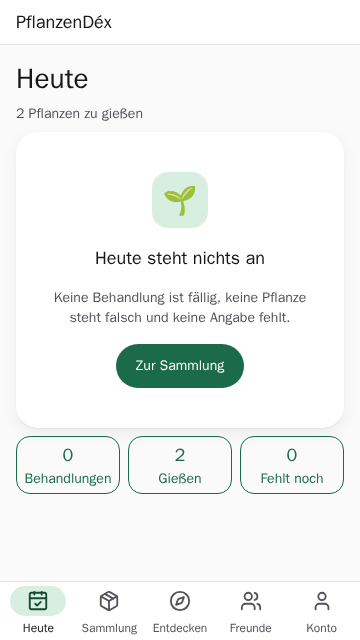 PflanzenDéx
Heute
2 Pflanzen zu gießen
Heute steht nichts an
Keine Behandlung ist fällig, keine Pflanze
steht falsch und keine Angabe fehlt.
Zur Sammlung
0
Behandlungen
2
Gießen
0
Fehlt noch
Heute
Sammlung
Entdecken
Freunde
Konto